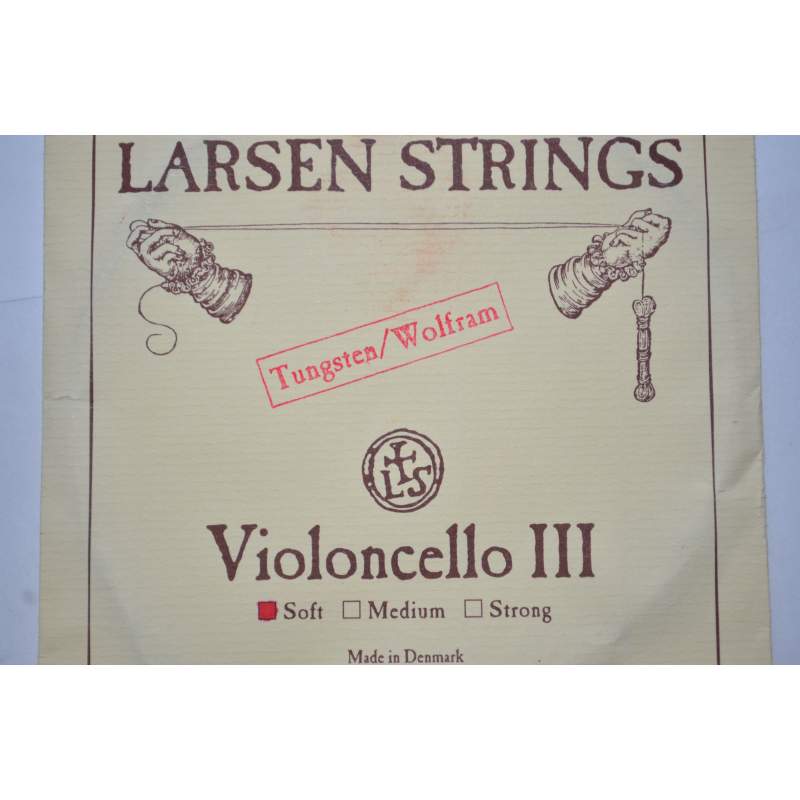 LARSEN STRINGS
Tungsten/Wolfram
LS
Violoncello III
Soft Medium Strong
Made in Denmark